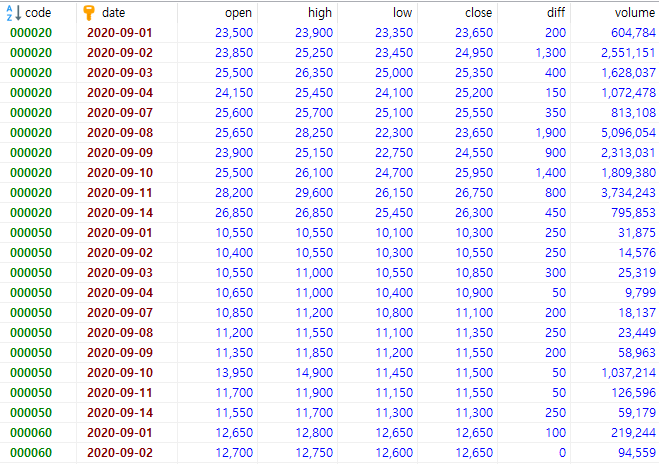 A Z code date open high low close diff volume
000020 2020-09-01 23,500 23,900 23,350 23,650 200 604,784
000020 2020-09-02 23,850 25,250 23,450 24,950 1,300 2,551,151
000020 2020-09-03 25,500 26,350 25,000 25,350 400 1,628,037
000020 2020-09-04 24,150 25,450 24,100 25,200 150 1,072,478
000020 2020-09-07 25,600 25,700 25,100 25,550 350 813,108
000020 2020-09-08 25,650 28,250 22,300 23,650 1,900 5,096,054
000020 2020-09-09 23,900 25,150 22,750 24,550 900 2,313,031
000020 2020-09-10 25,500 26,100 24,700 25,950 1,400 1,809,380
000020 2020-09-11 28,200 29,600 26,150 26,750 800 3,734,243
000020 2020-09-14 26,850 26,850 25,450 26,300 450 795,853
000050 2020-09-01 10,550 10,550 10,100 10,300 250 31,875
000050 2020-09-02 10,400 10,550 10,300 10,550 250 14,576
000050 2020-09-03 10,550 11,000 10,550 10,850 300 25,319
000050 2020-09-04 10,650 11,000 10,400 10,900 50 9,799
000050 2020-09-07 10,850 11,200 10,800 11,100 200 18,137
000050 2020-09-08 11,200 11,550 11,100 11,350 250 23,449
000050 2020-09-09 11,350 11,850 11,200 11,550 200 58,963
000050 2020-09-10 13,950 14,900 11,450 11,500 50 1,037,214
000050 2020-09-11 11,700 11,900 11,150 11,550 50 126,596
000050 2020-09-14 11,550 11,700 11,300 11,300 250 59,179
000060 2020-09-01 12,650 12,800 12,650 12,650 100 219,244
000060 2020-09-02 12,700 12,750 12,600 12,650 0 94,559